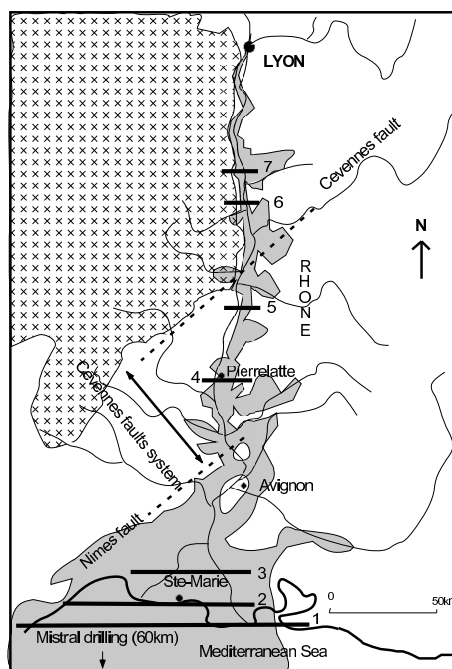 LYON
7
Cevennes fault
6
N
RHONE
5
4
Pierrelatte
Cevennes faults system
Avignon
Nimes fault
3
Ste-Marie
2
0 50km
1
Mistral drilling (60km)
Mediterranean Sea